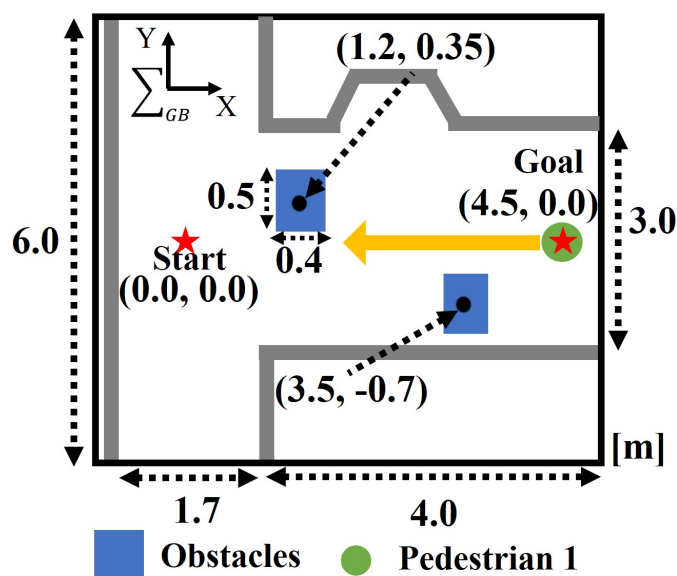 Y
(1.2, 0.35)
∑GB
X
Goal
0.5
(4.5, 0.0)
3.0
6.0
Start
0.4
(0.0, 0.0)
(3.5, -0.7)
[m]
1.7
4.0
Obstacles
Pedestrian 1